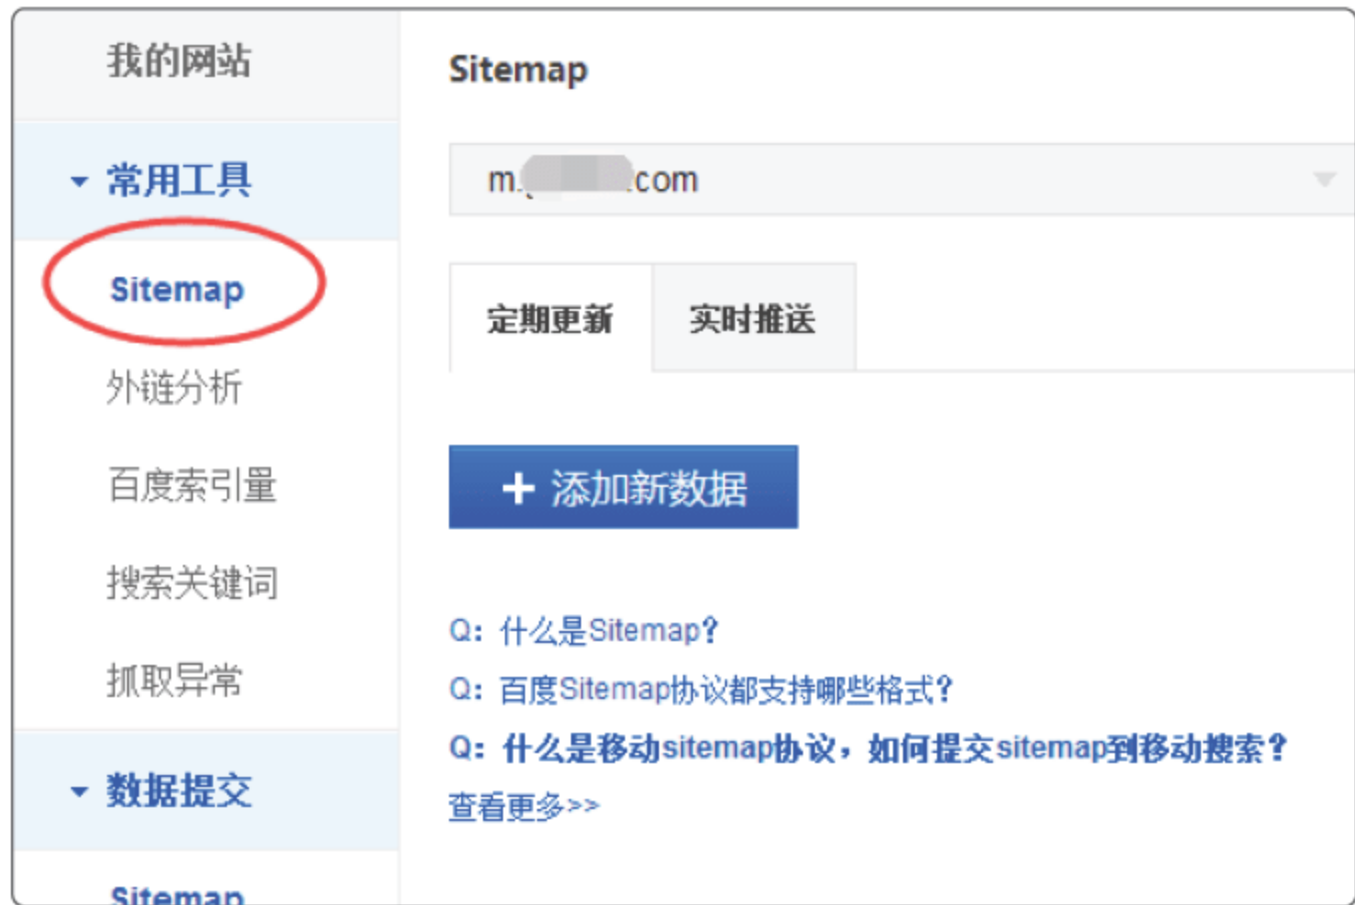 我的网站
常用工具
Sitemap
外链分析
百度索引量
搜索关键词
抓取异常
数据提交
Sitemap
Sitemap
m. .com
定期更新
实时推送
+ 添加新数据
Q: 什么是Sitemap?
Q: 百度Sitemap协议都支持哪些格式?
Q: 什么是移动sitemap协议，如何提交sitemap到移动搜索?
查看更多>>